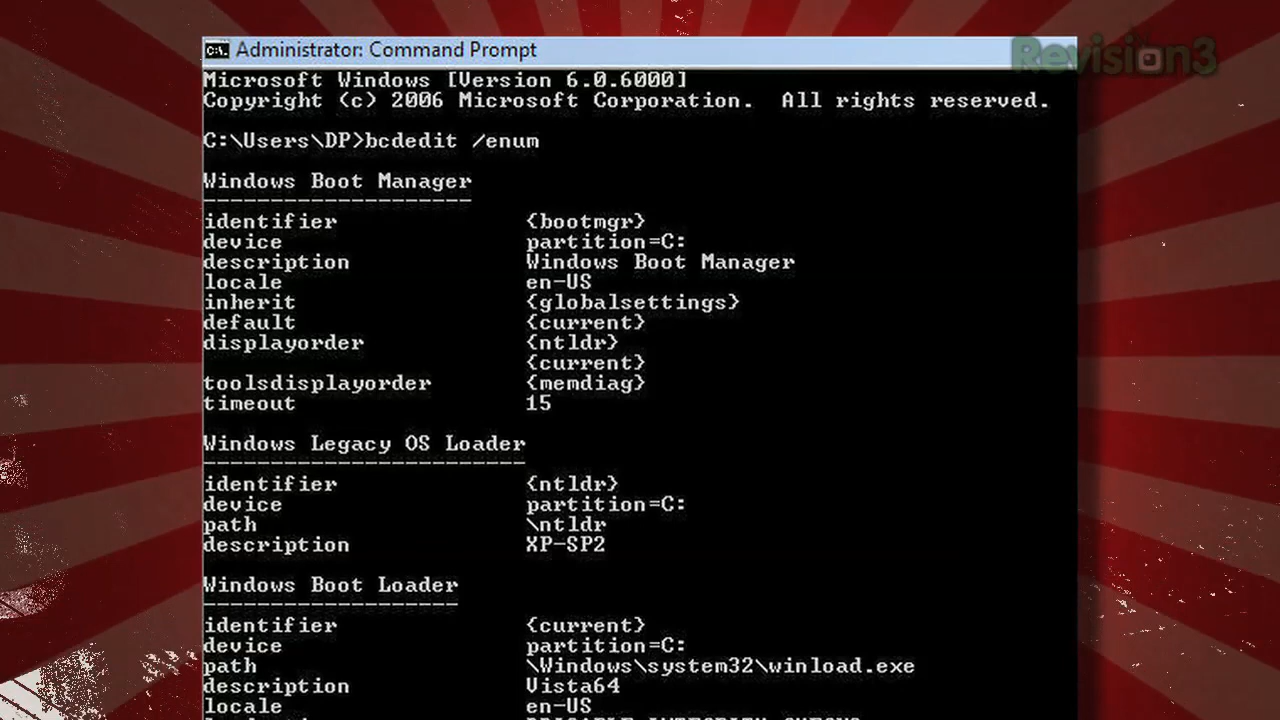 Administrator: Command Prompt
Revision3
Microsoft Windows [Version 6.0.6000]
Copyright (c) 2006 Microsoft Corporation.  All rights reserved.
C:\Users\DP>bcdedit /enum
Windows Boot Manager
--------------------
identifier              {bootmgr}
device                  partition=C:
description             Windows Boot Manager
locale                  en-US
inherit                 {globalsettings}
default                 {current}
displayorder            {ntldr}
                        {current}
toolsdisplayorder       {memdiag}
timeout                 15
Windows Legacy OS Loader
------------------------
identifier              {ntldr}
device                  partition=C:
path                    \ntldr
description             XP-SP2
Windows Boot Loader
-------------------
identifier              {current}
device                  partition=C:
path                    \Windows\system32\winload.exe
description             Vista64
locale                  en-US